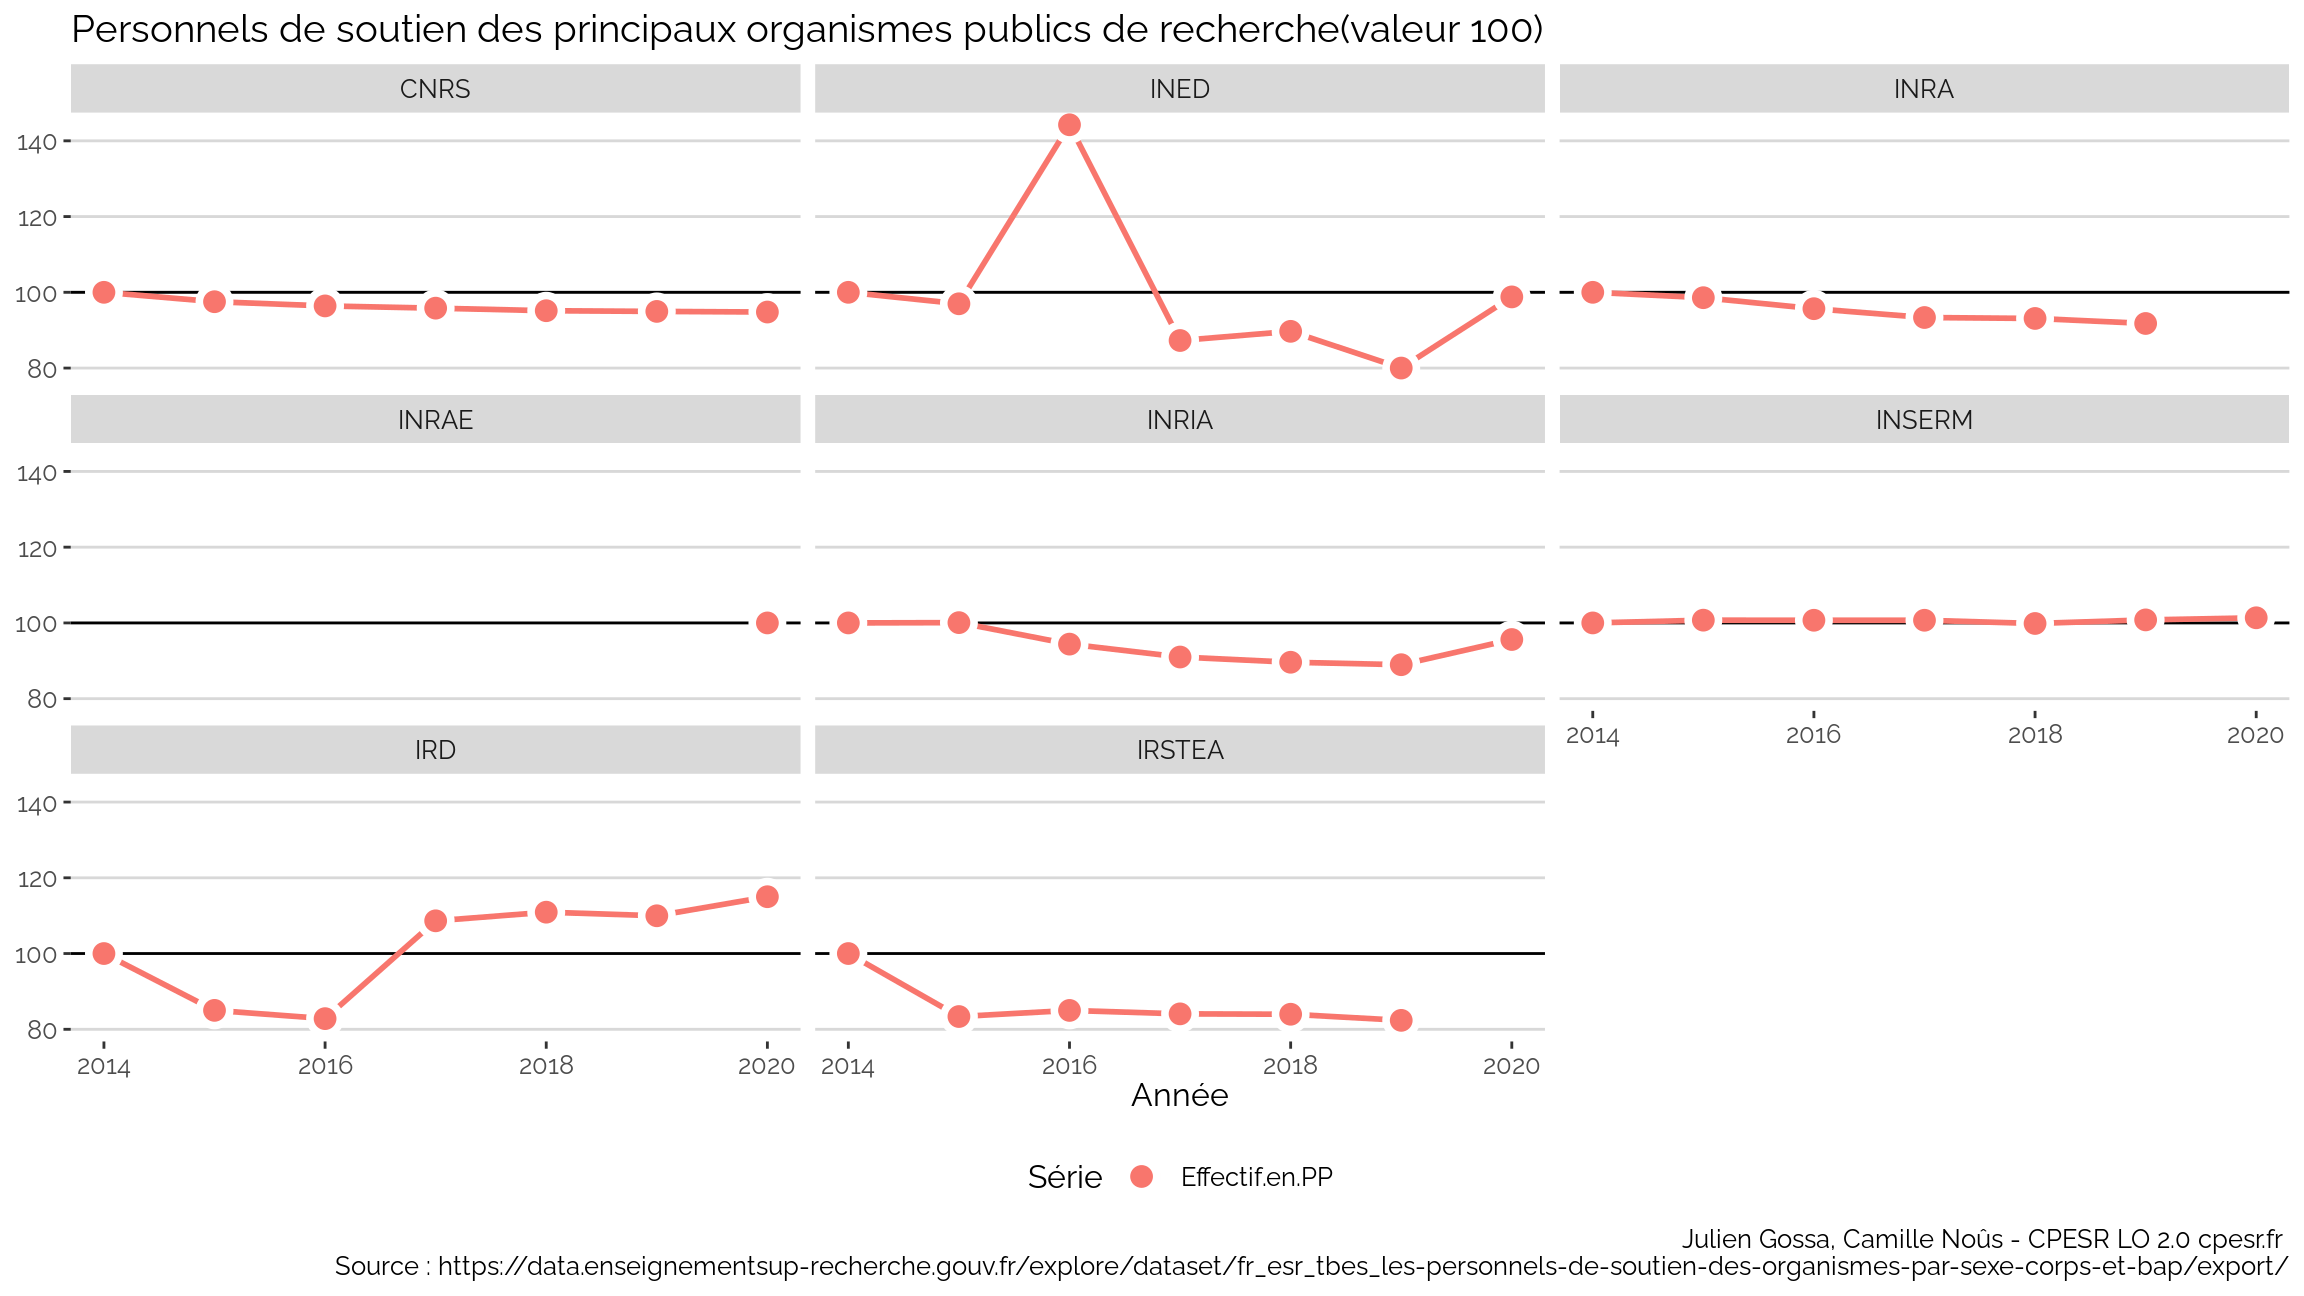 Personnels de soutien des principaux organismes publics de recherche(valeur 100)
CNRS INED INRA
140
120
100
80
INRAE INRIA INSERM
140
120
100
80
2014 2016 2018 2020
IRD IRSTEA
140
120
100
80
2014 2016 2018 2020 2014 2016 2018 2020
Année
Série Effectif.en.PP
Julien Gossa, Camille Noûs - CPESR LO 2.0 cpesr.fr
Source : https://data.enseignementsup-recherche.gouv.fr/explore/dataset/fr_esr_tbes_les-personnels-de-soutien-des-organismes-par-sexe-corps-et-bap/export/